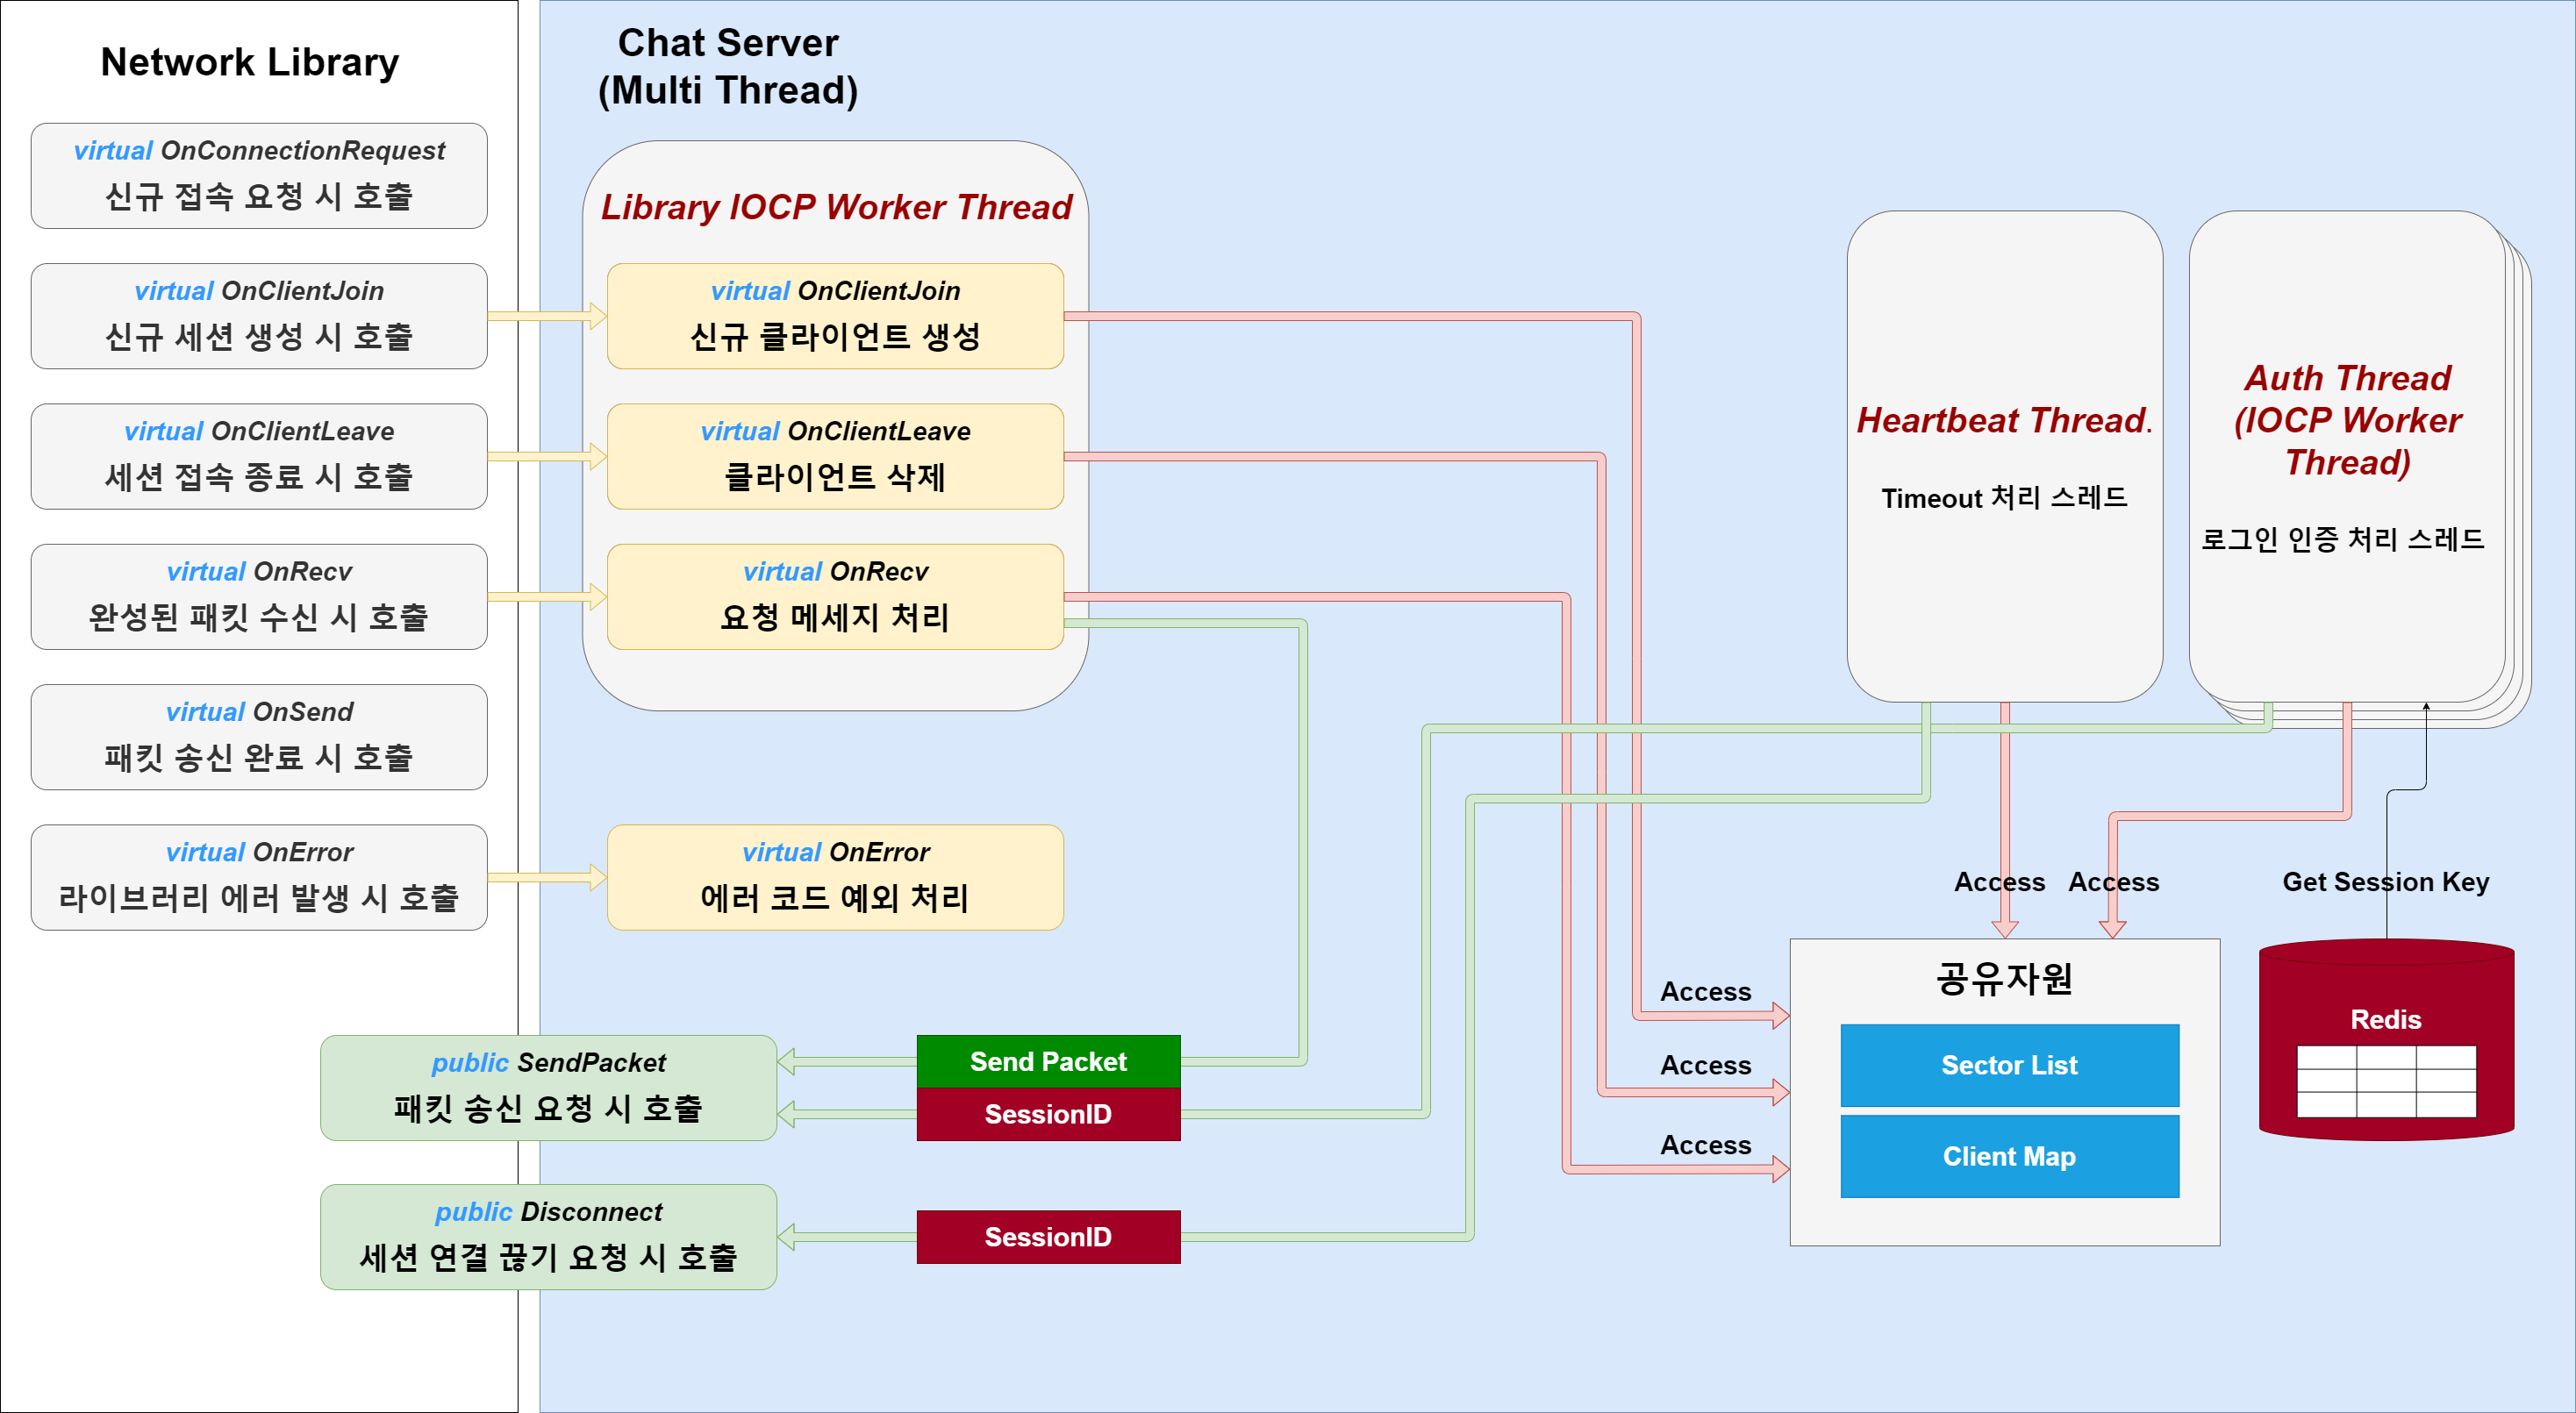 Network Library
virtual OnConnectionRequest
신규 접속 요청 시 호출
virtual OnClientJoin
신규 세션 생성 시 호출
virtual OnClientLeave
세션 접속 종료 시 호출
virtual OnRecv
완성된 패킷 수신 시 호출
virtual OnSend
패킷 송신 완료 시 호출
virtual OnError
라이브러리 에러 발생 시 호출
Chat Server
(Multi Thread)
Library IOCP Worker Thread
virtual OnClientJoin
신규 클라이언트 생성
virtual OnClientLeave
클라이언트 삭제
virtual OnRecv
요청 메세지 처리
virtual OnError
에러 코드 예외 처리
public SendPacket
패킷 송신 요청 시 호출
public Disconnect
세션 연결 끊기 요청 시 호출
Send Packet
SessionID
SessionID
Heartbeat Thread.
Timeout 처리 스레드
Auth Thread
(IOCP Worker
Thread)
로그인 인증 처리 스레드
Access
Access
Get Session Key
Access
Access
Access
공유자원
Sector List
Client Map
Redis